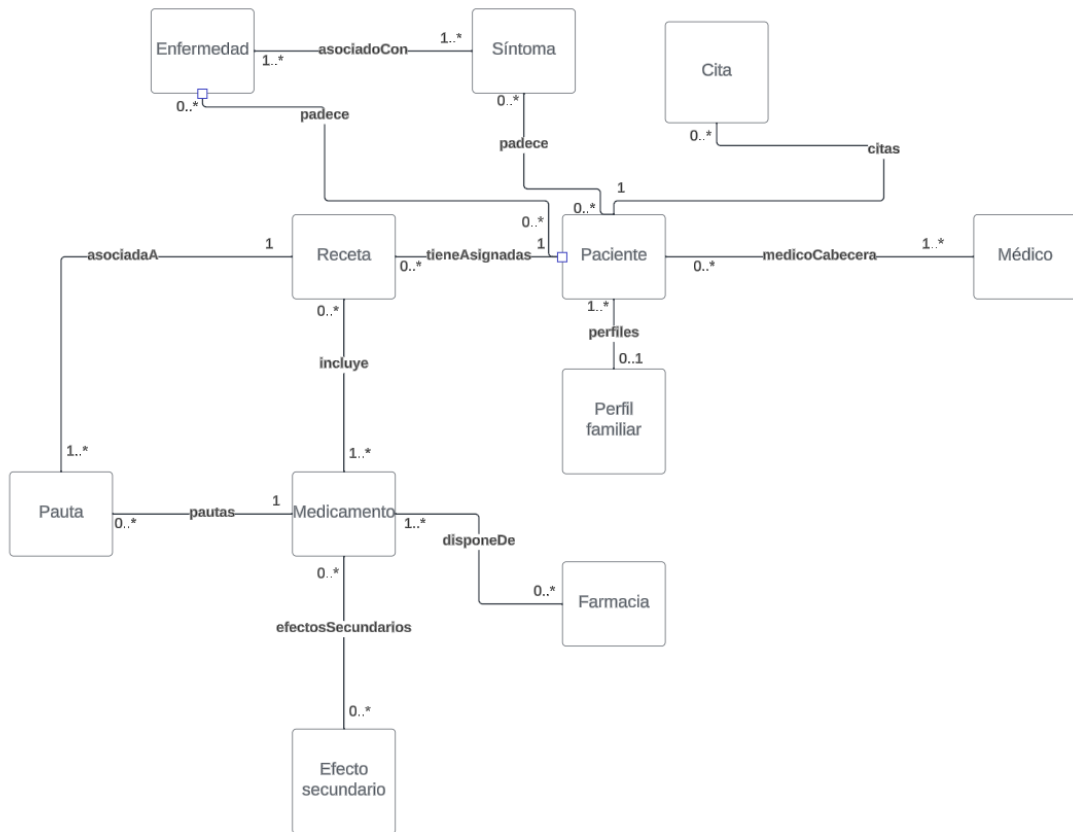 Enfermedad
1..*
asociadoCon
1..*
Síntoma
Cita
0..*
padece
0..*
padece
0..*
citas
1
0..*
0..*
asociadaA
1
Receta
0..*
tieneAsignadas
1
Paciente
0..*
medicoCabecera
1..*
Médico
0..*
incluye
1..*
1..*
perfiles
0..1
Perfil
familiar
1..*
Pauta
0..*
pautas
1
Medicamento
1..*
disponeDe
0..*
Farmacia
0..*
efectosSecundarios
0..*
Efecto
secundario